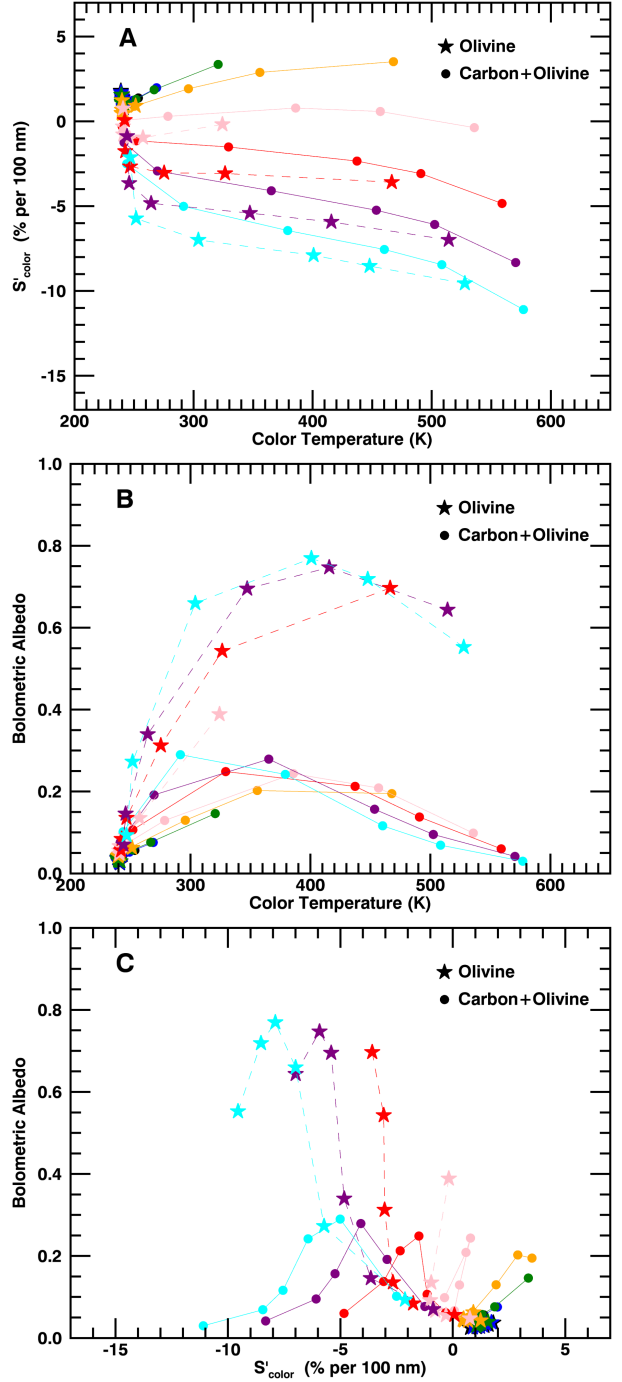 A
Olivine
Carbon+Olivine
5
0
-5
-10
-15
S'color (% per 100 nm)
200 300 400 500 600
Color Temperature (K)
B
Olivine
Carbon+Olivine
1.0
0.8
0.6
0.4
0.2
0.0
Bolometric Albedo
200 300 400 500 600
Color Temperature (K)
C
Olivine
Carbon+Olivine
1.0
0.8
0.6
0.4
0.2
0.0
Bolometric Albedo
-15 -10 -5 0 5
S'color (% per 100 nm)